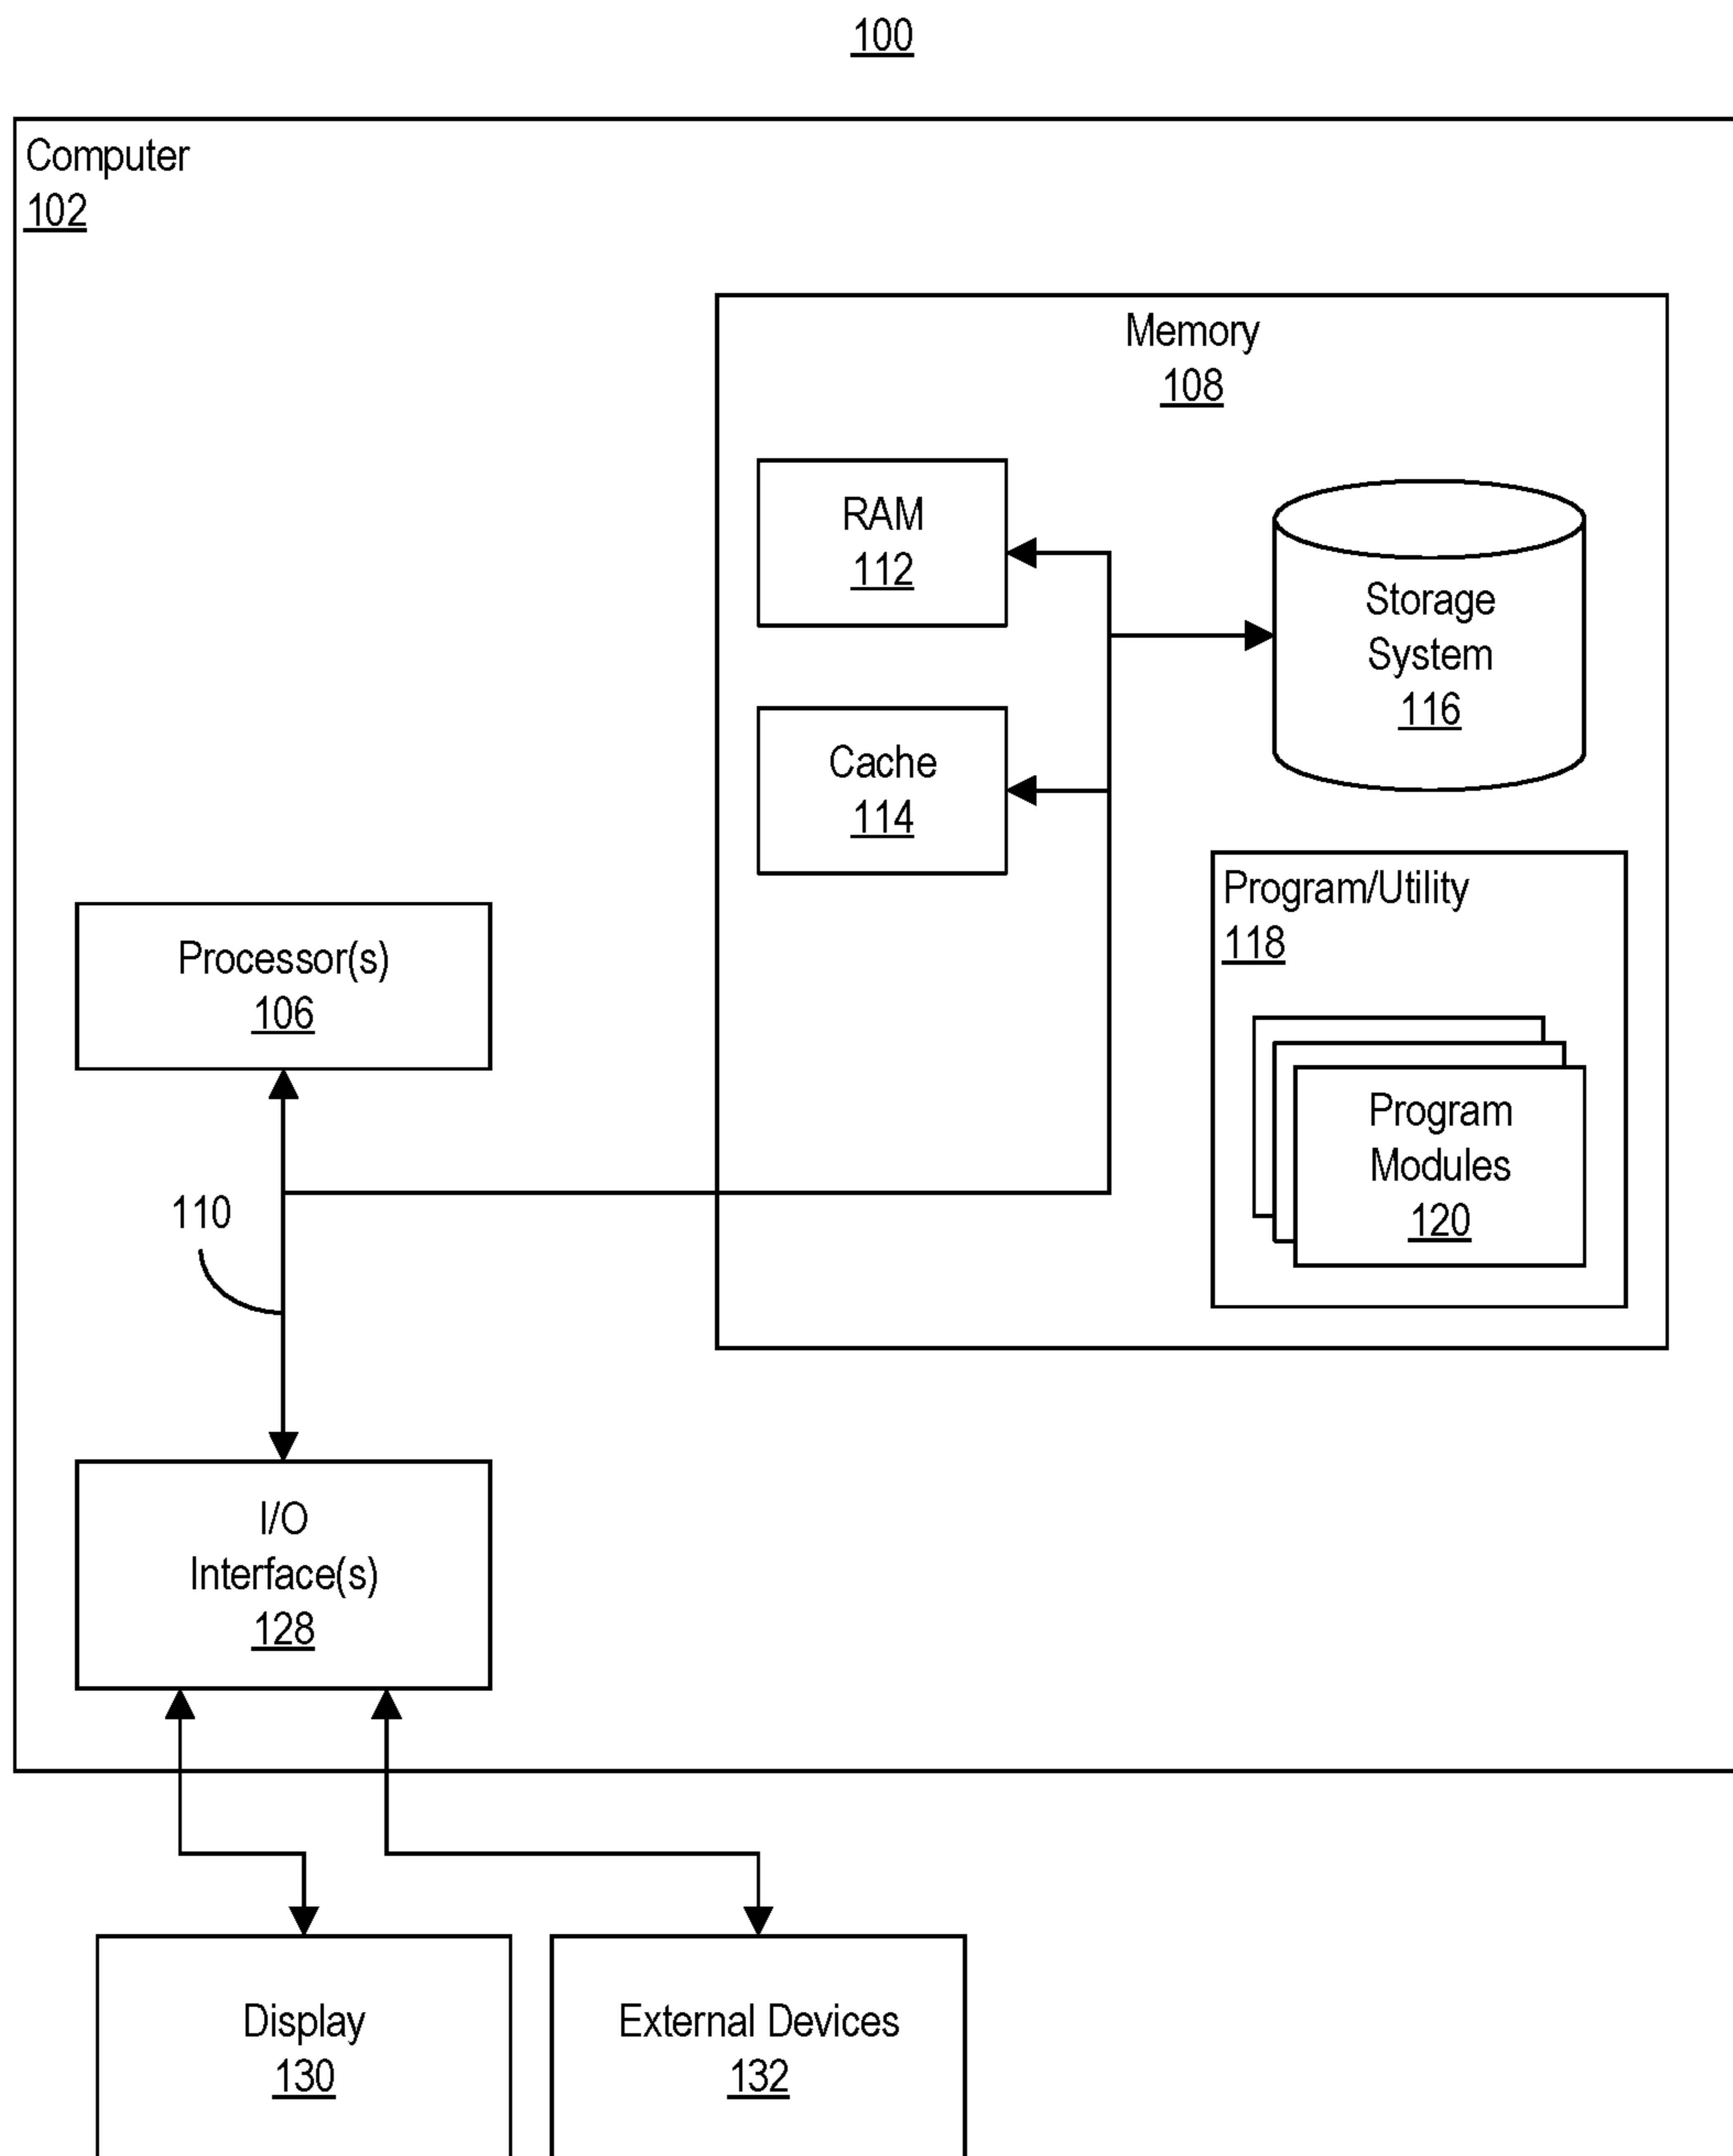 100
Computer
102
Memory
108
RAM
112
Storage
System
116
Cache
114
Program/Utility
118
Processor(s)
106
Program
Modules
120
110
I/O
Interface(s)
128
Display
130
External Devices
132